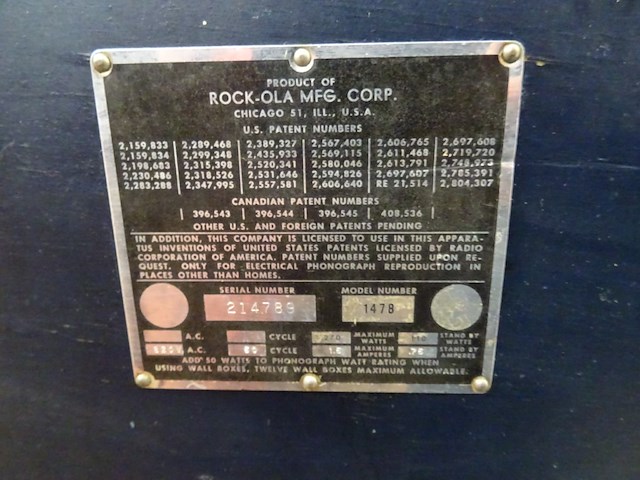 PRODUCT OF
ROCK-OLA MFG. CORP.
CHICAGO 51, ILL., U.S.A.
U.S. PATENT NUMBERS
2,159,833 2,289,468 2,389,327 2,567,403 2,606,765 2,697,608
2,159,834 2,299,348 2,435,933 2,569,115 2,611,468 2,719,720
2,198,683 2,315,398 2,520,341 2,580,046 2,613,791 2,748,973
2,230,486 2,318,526 2,531,646 2,594,826 2,697,607 2,785,391
2,283,288 2,347,995 2,557,581 2,606,640 RE 21,514 2,804,307
CANADIAN PATENT NUMBERS
396,543 396,544 396,545 408,536
OTHER U.S. AND FOREIGN PATENTS PENDING
IN ADDITION, THIS COMPANY IS LICENSED TO USE IN THIS APPARA-
TUS INVENTIONS OF UNITED STATES PATENTS LICENSED BY RADIO
CORPORATION OF AMERICA. PATENT NUMBERS SUPPLIED UPON RE-
QUEST. ONLY FOR ELECTRICAL PHONOGRAPH REPRODUCTION IN
PLACES OTHER THAN HOMES.
SERIAL NUMBER MODEL NUMBER
214789 1478
A.C. CYCLE MAXIMUM WATTS STAND BY WATTS
A.C. 60 CYCLE 1.5 MAXIMUM AMPERES .75 STAND BY AMPERES
ADD 50 WATTS TO PHONOGRAPH WATT RATING WHEN
USING WALL BOXES, TWELVE WALL BOXES MAXIMUM ALLOWABLE.